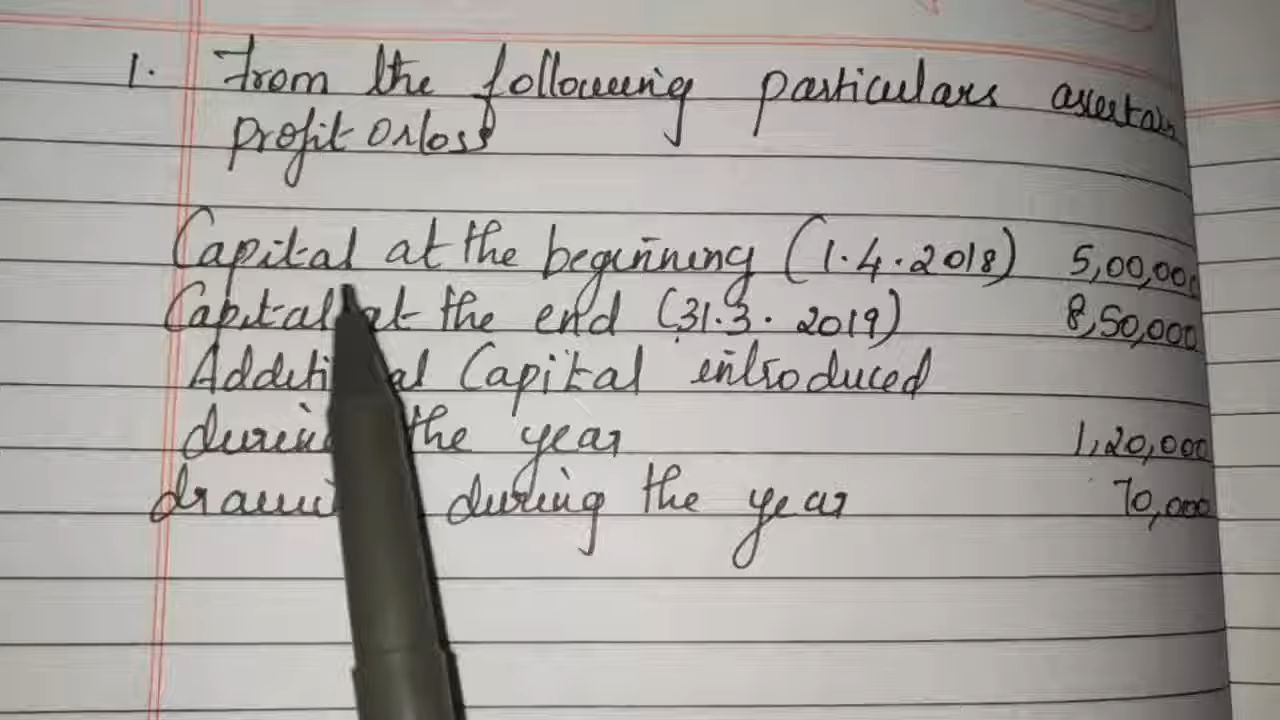 1. From the following particulars ascertain
profit or loss
Capital at the beginning (1.4.2018) 5,00,000
Capital at the end (31.3.2019) 8,50,000
Capital introduced
the year 1,20,000
during the year 70,000